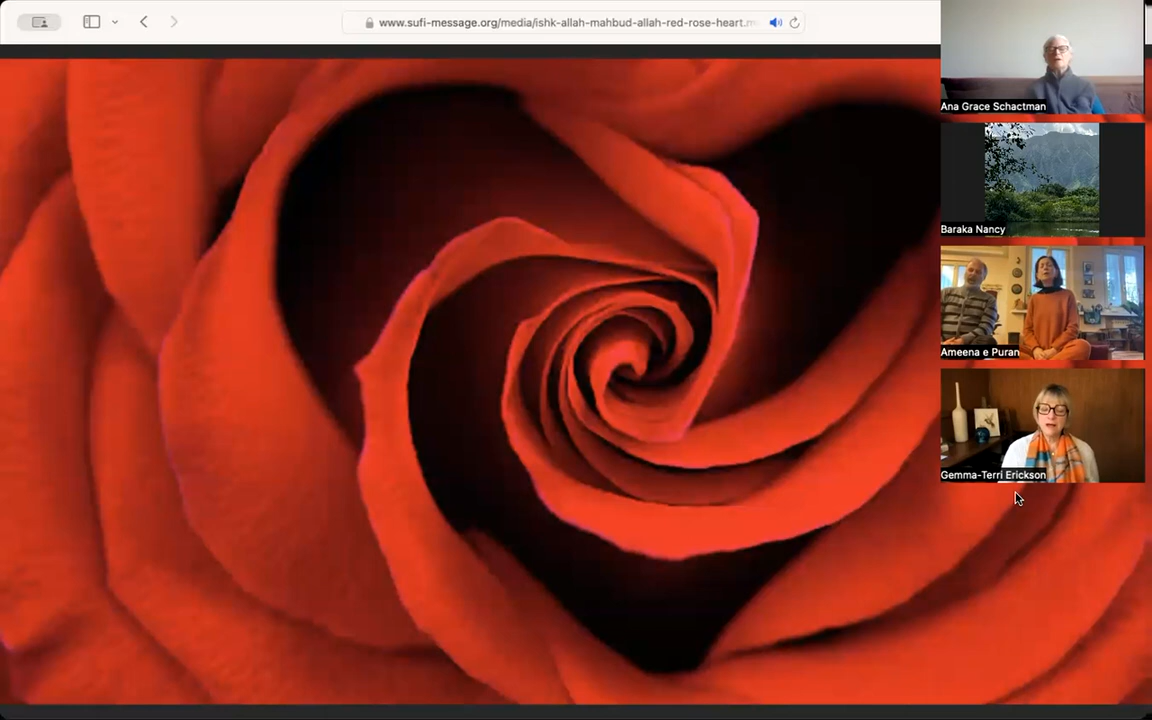 www.sufi-message.org/media/ishk-allah-mahbud-allah-red-rose-heart.m
Ana Grace Schactman
Baraka Nancy
Ameena e Puran
Gemma-Terri Erickson